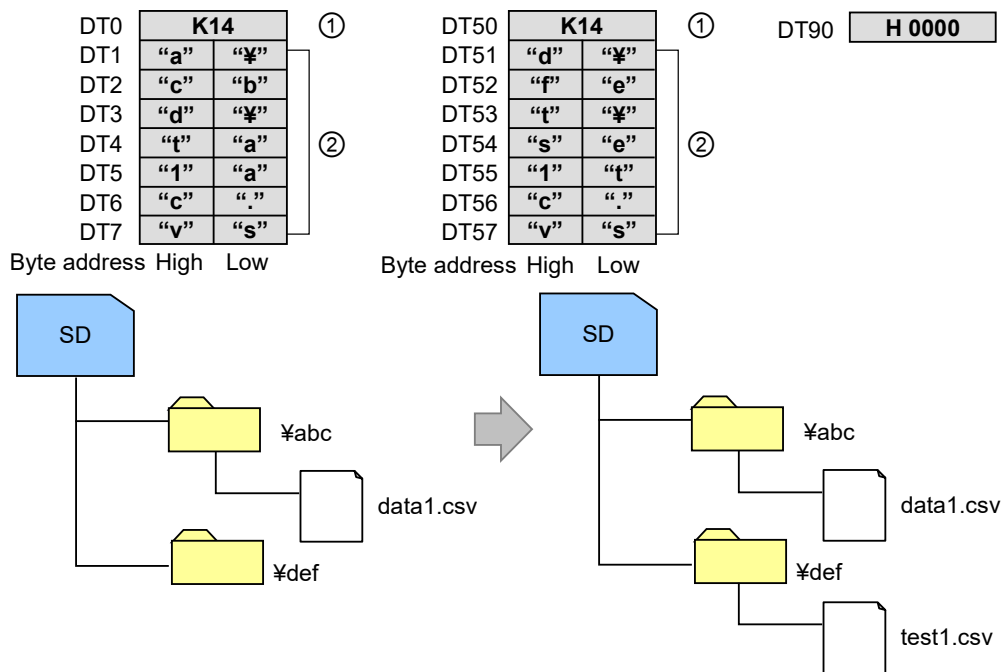 DT0 K14 ① DT50 K14 ① DT90 H 0000
DT1 “a” “¥” DT51 “d” “¥”
DT2 “c” “b” DT52 “f” “e”
DT3 “d” “¥” DT53 “t” “¥”
DT4 “t” “a” ② DT54 “s” “e” ②
DT5 “1” “a” DT55 “1” “t”
DT6 “c” “.” DT56 “c” “.”
DT7 “v” “s” DT57 “v” “s”
Byte address High Low Byte address High Low
SD SD
¥abc ¥abc
data1.csv data1.csv
¥def ¥def
test1.csv